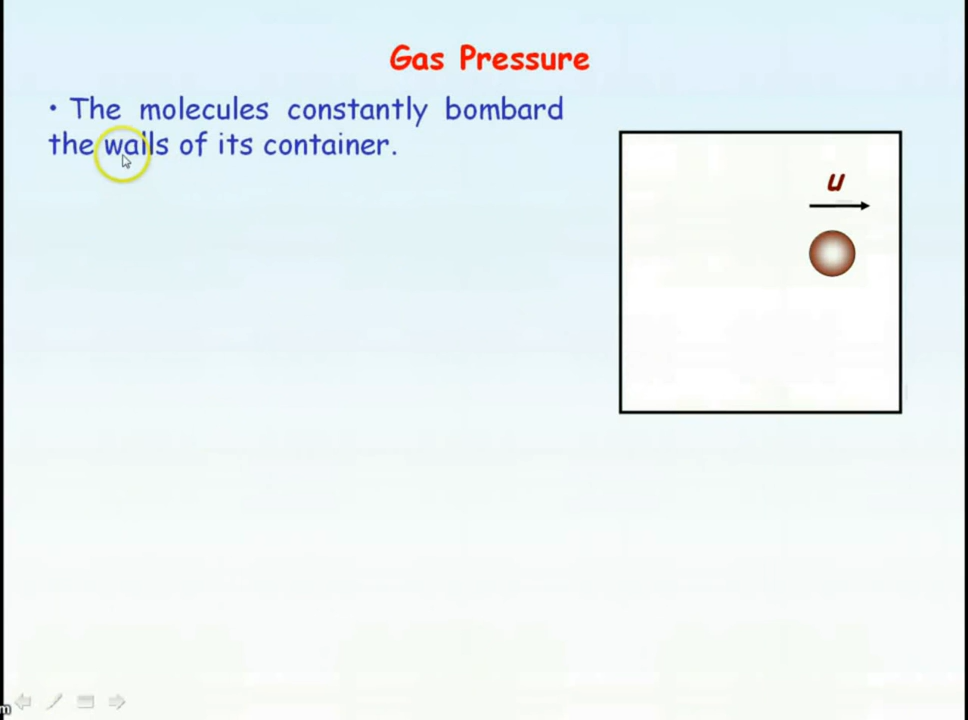 Gas Pressure
• The molecules constantly bombard
the walls of its container.
u
m